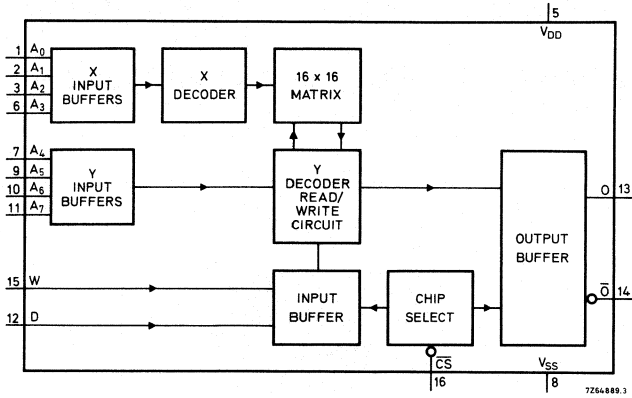 5
VDD
1 A0
2 A1
3 A2
6 A3
X
INPUT
BUFFERS
X
DECODER
16 x 16
MATRIX
7 A4
9 A5
10 A6
11 A7
Y
INPUT
BUFFERS
Y
DECODER
READ/
WRITE
CIRCUIT
OUTPUT
BUFFER
O 13
O̅ 14
15 W
12 D
INPUT
BUFFER
CHIP
SELECT
C̅S̅
16
VSS
8
7Z64889.3